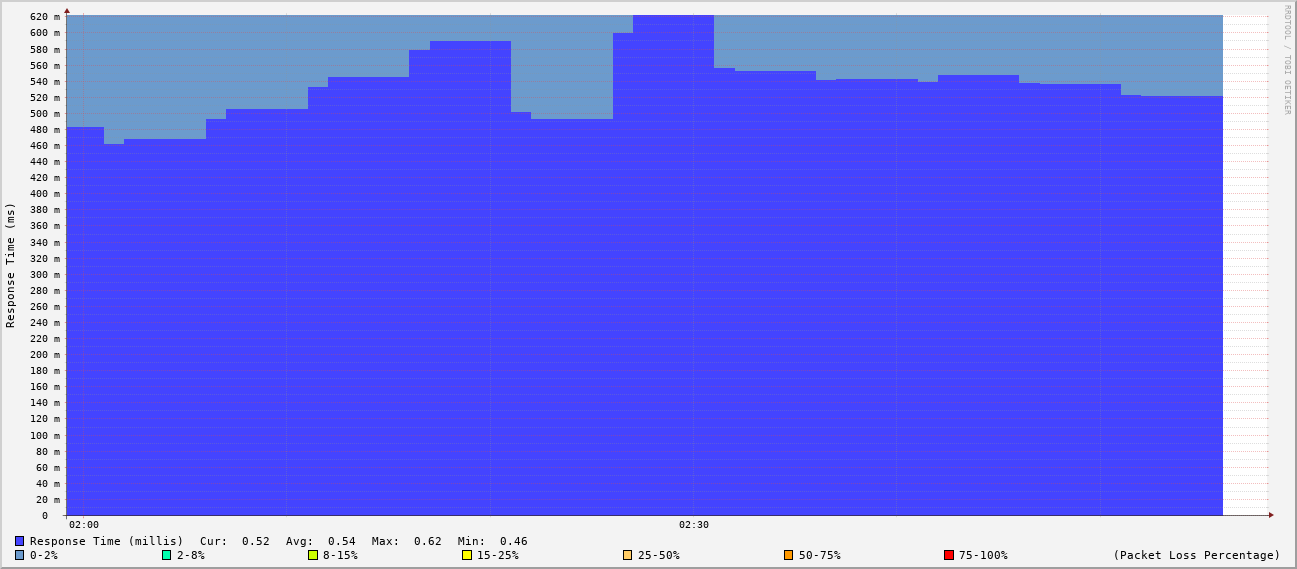 620 m
600 m
580 m
560 m
540 m
520 m
500 m
480 m
460 m
440 m
420 m
400 m
380 m
360 m
340 m
320 m
300 m
280 m
260 m
240 m
220 m
200 m
180 m
160 m
140 m
120 m
100 m
80 m
60 m
40 m
20 m
0
Response Time (ms)
RRDTOOL / TOBI OETIKER
02:00 02:30
Response Time (millis) Cur: 0.52 Avg: 0.54 Max: 0.62 Min: 0.46
0-2% 2-8% 8-15% 15-25% 25-50% 50-75% 75-100% (Packet Loss Percentage)